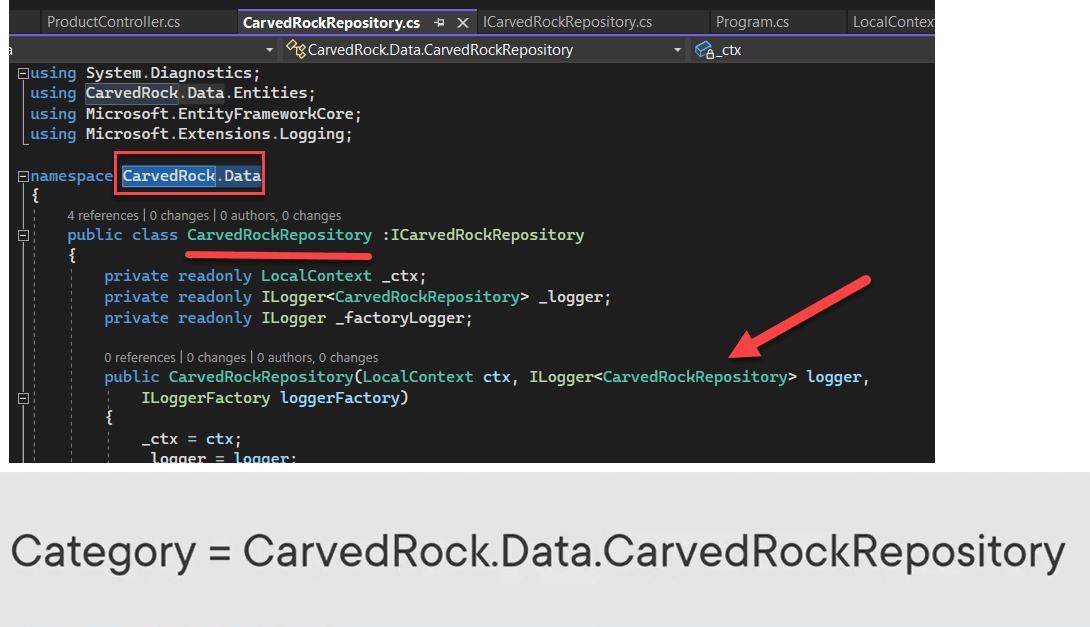 ProductController.cs CarvedRockRepository.cs ICarvedRockRepository.cs Program.cs LocalContex
a CarvedRock.Data.CarvedRockRepository _ctx
using System.Diagnostics;
using CarvedRock.Data.Entities;
using Microsoft.EntityFrameworkCore;
using Microsoft.Extensions.Logging;
namespace CarvedRock.Data
{
4 references | 0 changes | 0 authors, 0 changes
public class CarvedRockRepository :ICarvedRockRepository
{
private readonly LocalContext _ctx;
private readonly ILogger<CarvedRockRepository> _logger;
private readonly ILogger _factoryLogger;
0 references | 0 changes | 0 authors, 0 changes
public CarvedRockRepository(LocalContext ctx, ILogger<CarvedRockRepository> logger,
ILoggerFactory loggerFactory)
{
_ctx = ctx;
_logger = logger;
Category = CarvedRock.Data.CarvedRockRepository